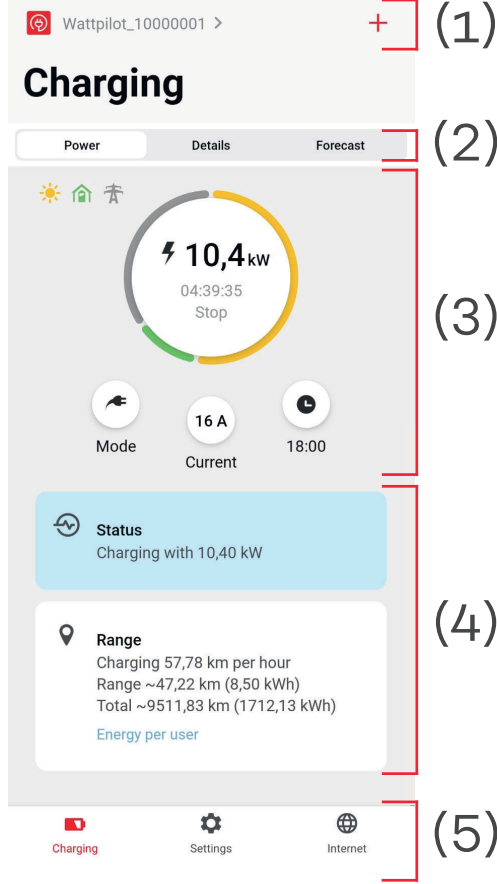 Wattpilot_10000001 >
+
(1)
Charging
Power Details Forecast
(2)
10,4 kW
04:39:35
Stop
(3)
Mode
16 A
Current
18:00
Status
Charging with 10,40 kW
Range
Charging 57,78 km per hour
Range ~47,22 km (8,50 kWh)
Total ~9511,83 km (1712,13 kWh)
Energy per user
(4)
Charging Settings Internet
(5)